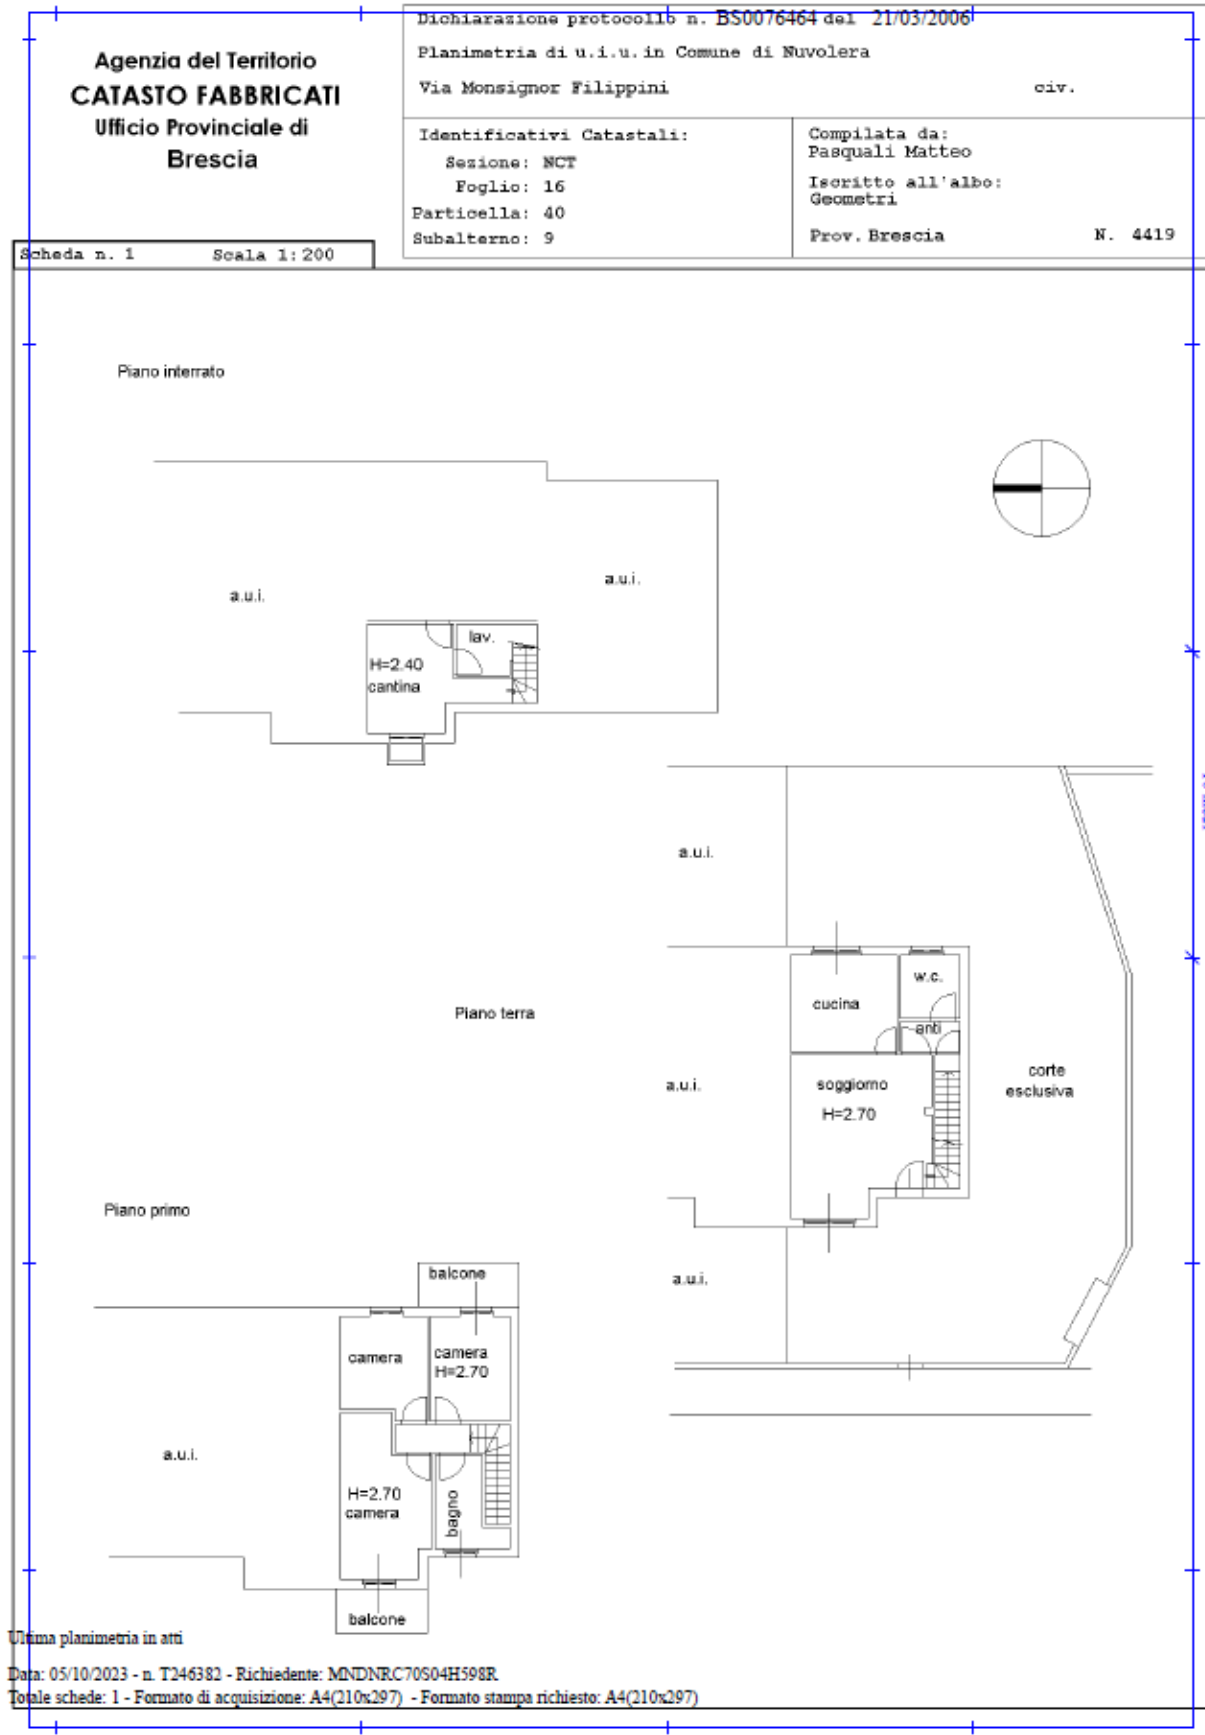 Agenzia del Territorio
CATASTO FABBRICATI
Ufficio Provinciale di
Brescia
Dichiarazione protocollo n. BS0076464 del 21/03/2006
Planimetria di u.i.u. in Comune di Nuvolera
Via Monsignor Filippini civ.
Identificativi Catastali:
Sezione: NCT
Foglio: 16
Particella: 40
Subalterno: 9
Compilata da:
Pasquali Matteo
Iscritto all'albo:
Geometri
Prov. Brescia N. 4419
Scheda n. 1 Scala 1:200
Piano interrato
a.u.i.
a.u.i.
lav.
H=2.40
cantina
a.u.i.
Piano terra
cucina
w.c.
anti
a.u.i.
soggiorno
H=2.70
corte
esclusiva
a.u.i.
Piano primo
balcone
camera
camera
H=2.70
a.u.i.
H=2.70
camera
bagno
balcone
Ultima planimetria in atti
Data: 05/10/2023 - n. T246382 - Richiedente: MNDNRC70S04H598R
Totale schede: 1 - Formato di acquisizione: A4(210x297) - Formato stampa richiesto: A4(210x297)